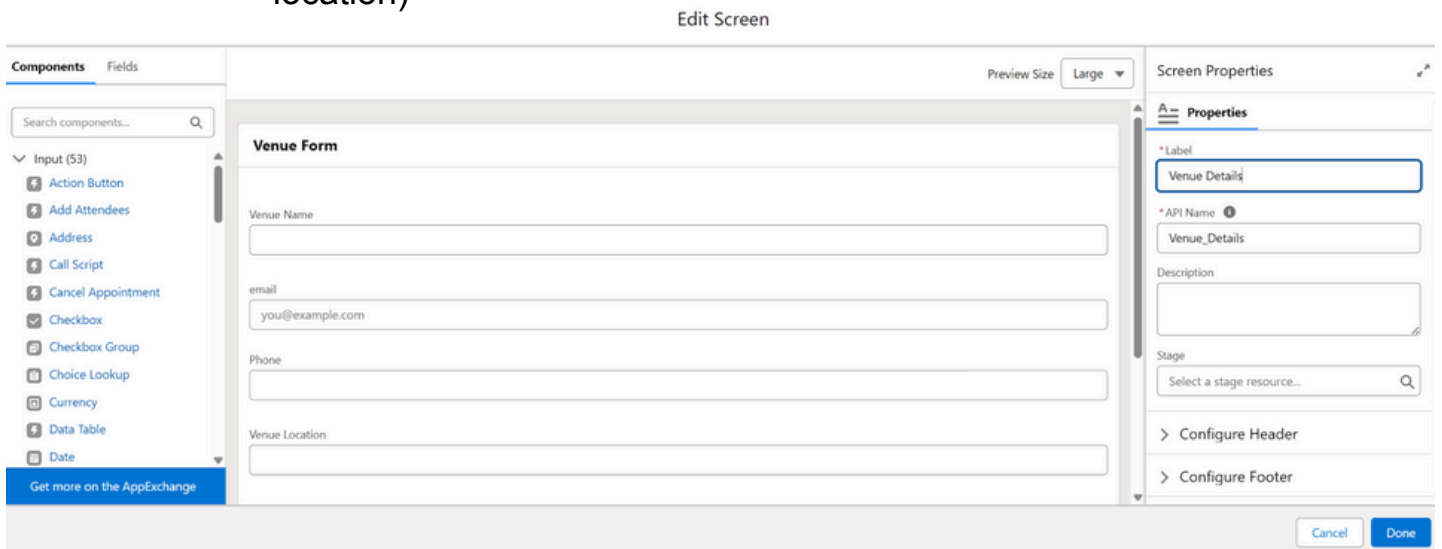 location)
Edit Screen
Components Fields
Preview Size Large
Screen Properties
Search components...
Properties
Input (53)
Action Button
Add Attendees
Address
Call Script
Cancel Appointment
Checkbox
Checkbox Group
Choice Lookup
Currency
Data Table
Date
Get more on the AppExchange
Venue Form
Venue Name
email
you@example.com
Phone
Venue Location
*Label
Venue Details
*API Name
Venue_Details
Description
Stage
Select a stage resource...
Configure Header
Configure Footer
Cancel Done